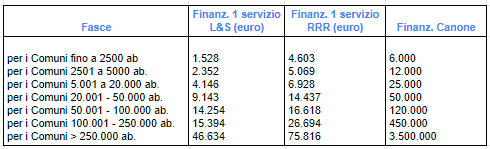 Fasce Finanz. 1 servizio L&S (euro) Finanz. 1 servizio RRR (euro) Finanz. Canone
per i Comuni fino a 2500 ab 1.528 4.603 6.000
per i Comuni 2501 a 5000 ab. 2.352 5.069 12.000
per i Comuni 5.001 a 20.000 ab. 4.146 6.928 25.000
per i Comuni 20.001 - 50.000 ab. 9.143 14.437 50.000
per i Comuni 50.001 - 100.000 ab. 14.254 16.618 120.000
per i Comuni 100.001 - 250.000 ab. 15.394 26.694 450.000
per i Comuni > 250.000 ab. 46.634 75.816 3.500.000